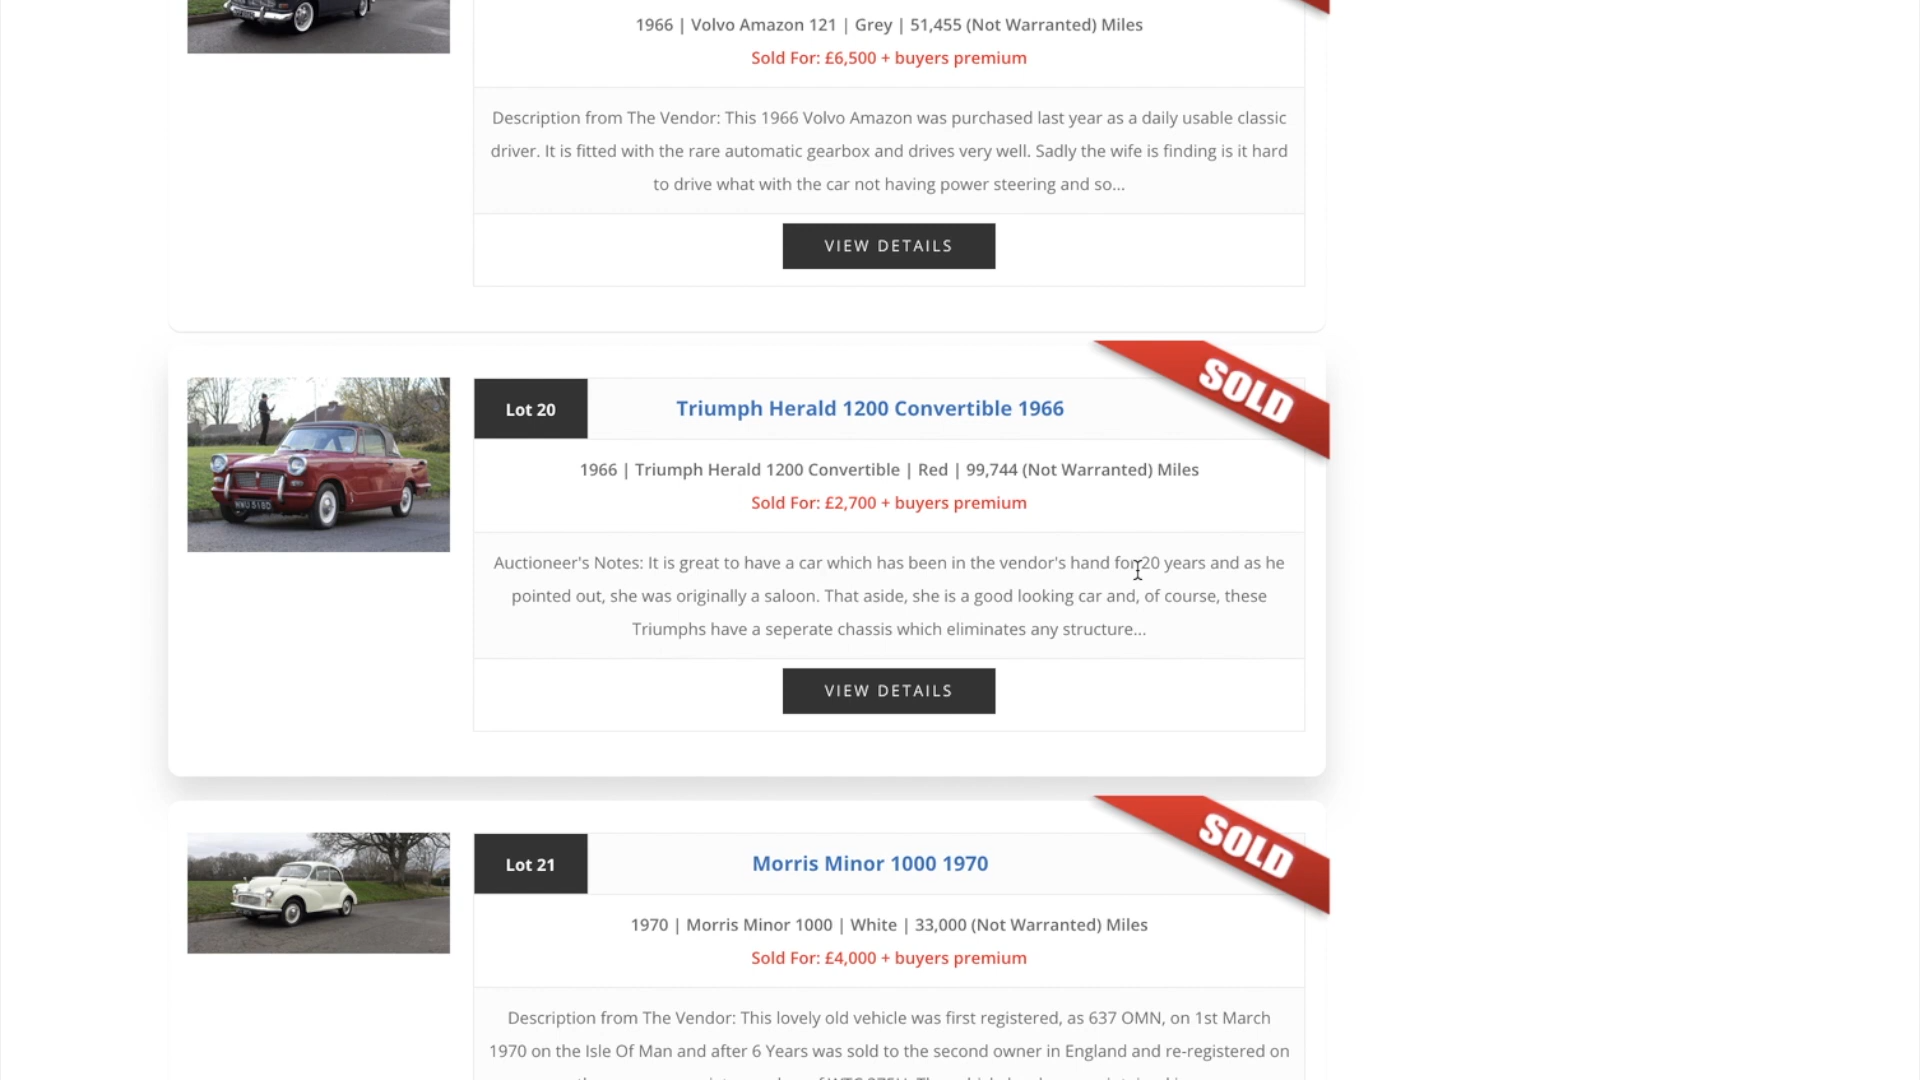 1966 | Volvo Amazon 121 | Grey | 51,455 (Not Warranted) Miles
Sold For: £6,500 + buyers premium
Description from The Vendor: This 1966 Volvo Amazon was purchased last year as a daily usable classic
driver. It is fitted with the rare automatic gearbox and drives very well. Sadly the wife is finding is it hard
to drive what with the car not having power steering and so...
VIEW DETAILS
SOLD
Lot 20
Triumph Herald 1200 Convertible 1966
1966 | Triumph Herald 1200 Convertible | Red | 99,744 (Not Warranted) Miles
Sold For: £2,700 + buyers premium
Auctioneer's Notes: It is great to have a car which has been in the vendor's hand for 20 years and as he
pointed out, she was originally a saloon. That aside, she is a good looking car and, of course, these
Triumphs have a seperate chassis which eliminates any structure...
VIEW DETAILS
SOLD
Lot 21
Morris Minor 1000 1970
1970 | Morris Minor 1000 | White | 33,000 (Not Warranted) Miles
Sold For: £4,000 + buyers premium
Description from The Vendor: This lovely old vehicle was first registered, as 637 OMN, on 1st March
1970 on the Isle Of Man and after 6 Years was sold to the second owner in England and re-registered on